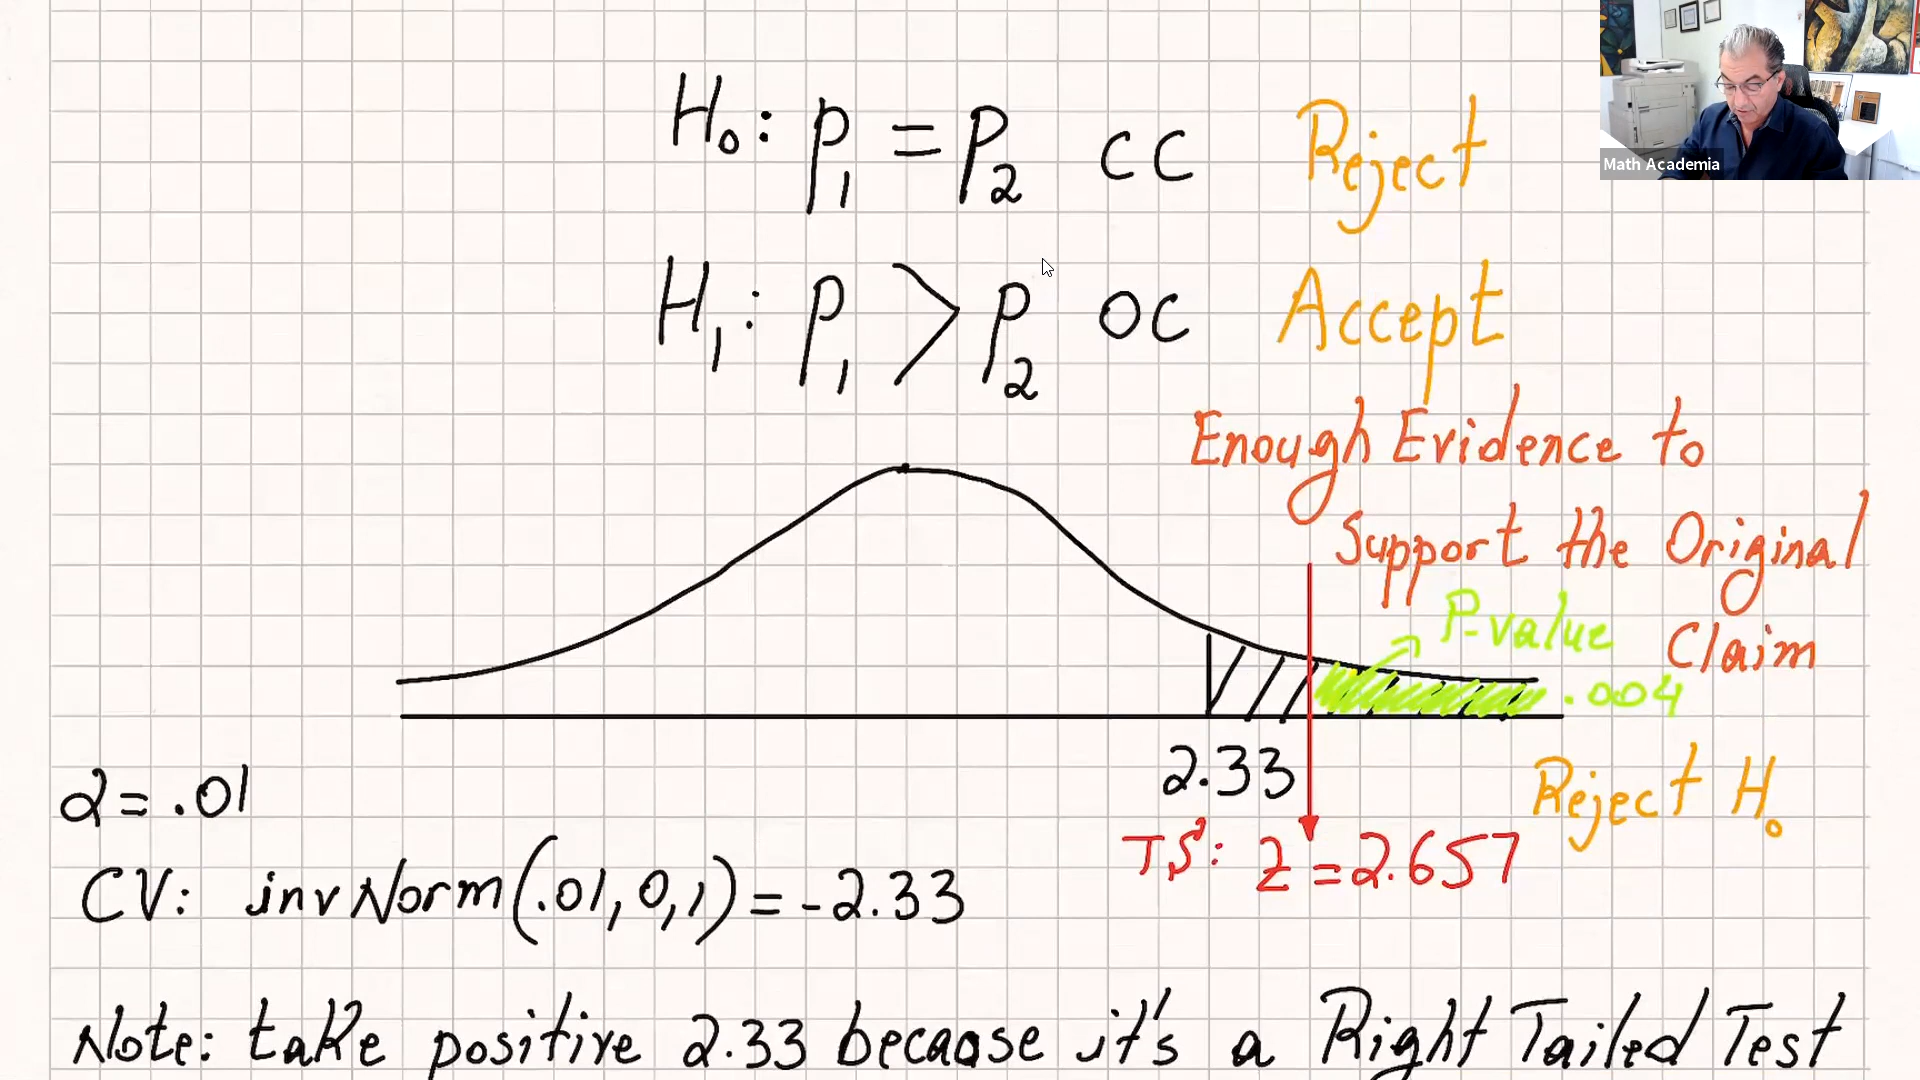 H₀: p₁ = p₂ CC Reject
Math Academia
H₁: p₁ > p₂ OC Accept
Enough Evidence to
Support the Original
P-value Claim
.004
2.33
Reject H₀
α = .01
TS: Z = 2.657
CV: invNorm(.01,0,1) = -2.33
Note: take positive 2.33 because it's a Right Tailed Test